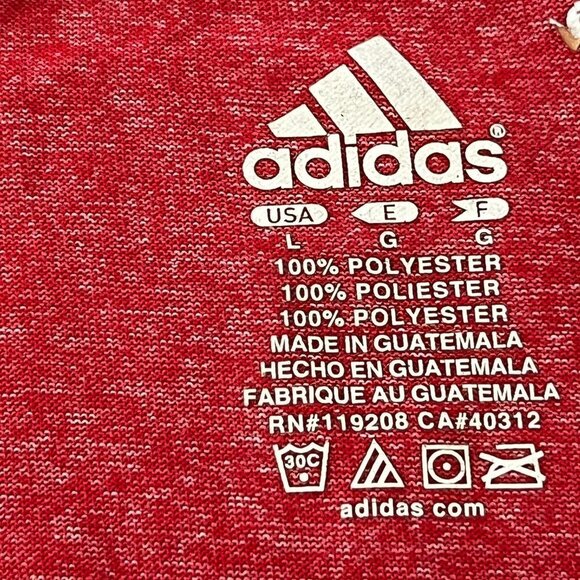 adidas®
USA E F
L G G
100% POLYESTER
100% POLIESTER
100% POLYESTER
MADE IN GUATEMALA
HECHO EN GUATEMALA
FABRIQUE AU GUATEMALA
RN#119208 CA#40312
30C
adidas.com